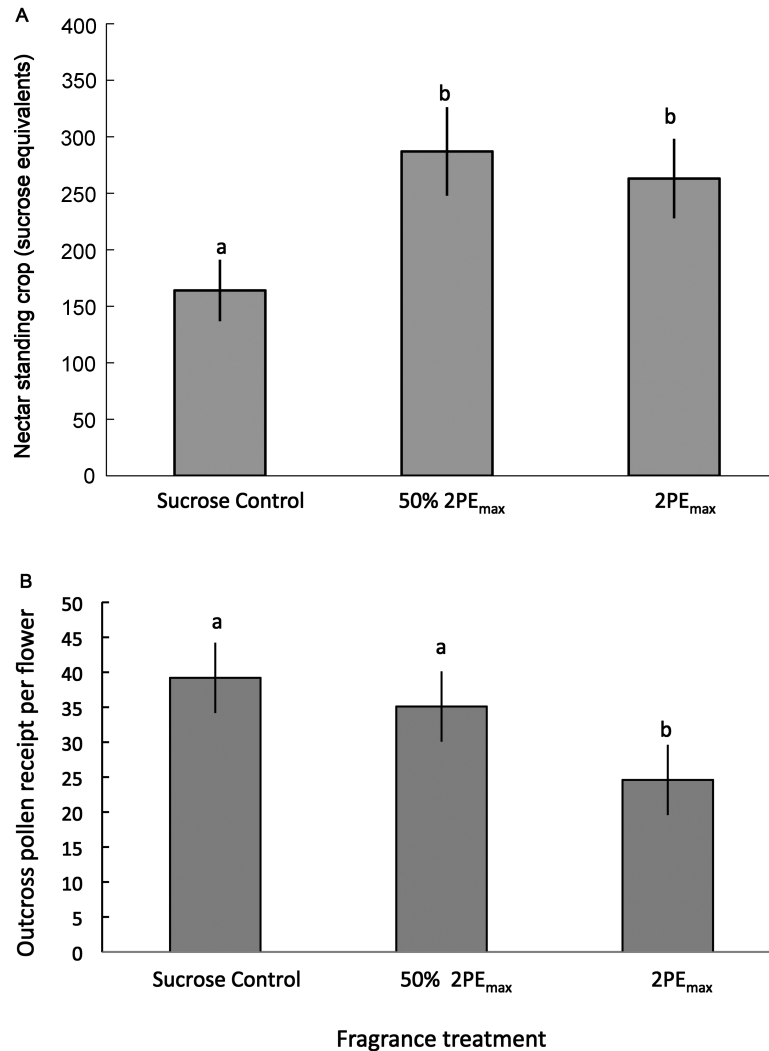 A
Nectar standing crop (sucrose equivalents)
400
350
300
250
200
150
100
50
0
a
b
b
Sucrose Control
50% 2PEmax
2PEmax
B
Outcross pollen receipt per flower
50
45
40
35
30
25
20
15
10
5
0
a
a
b
Sucrose Control
50% 2PEmax
2PEmax
Fragrance treatment